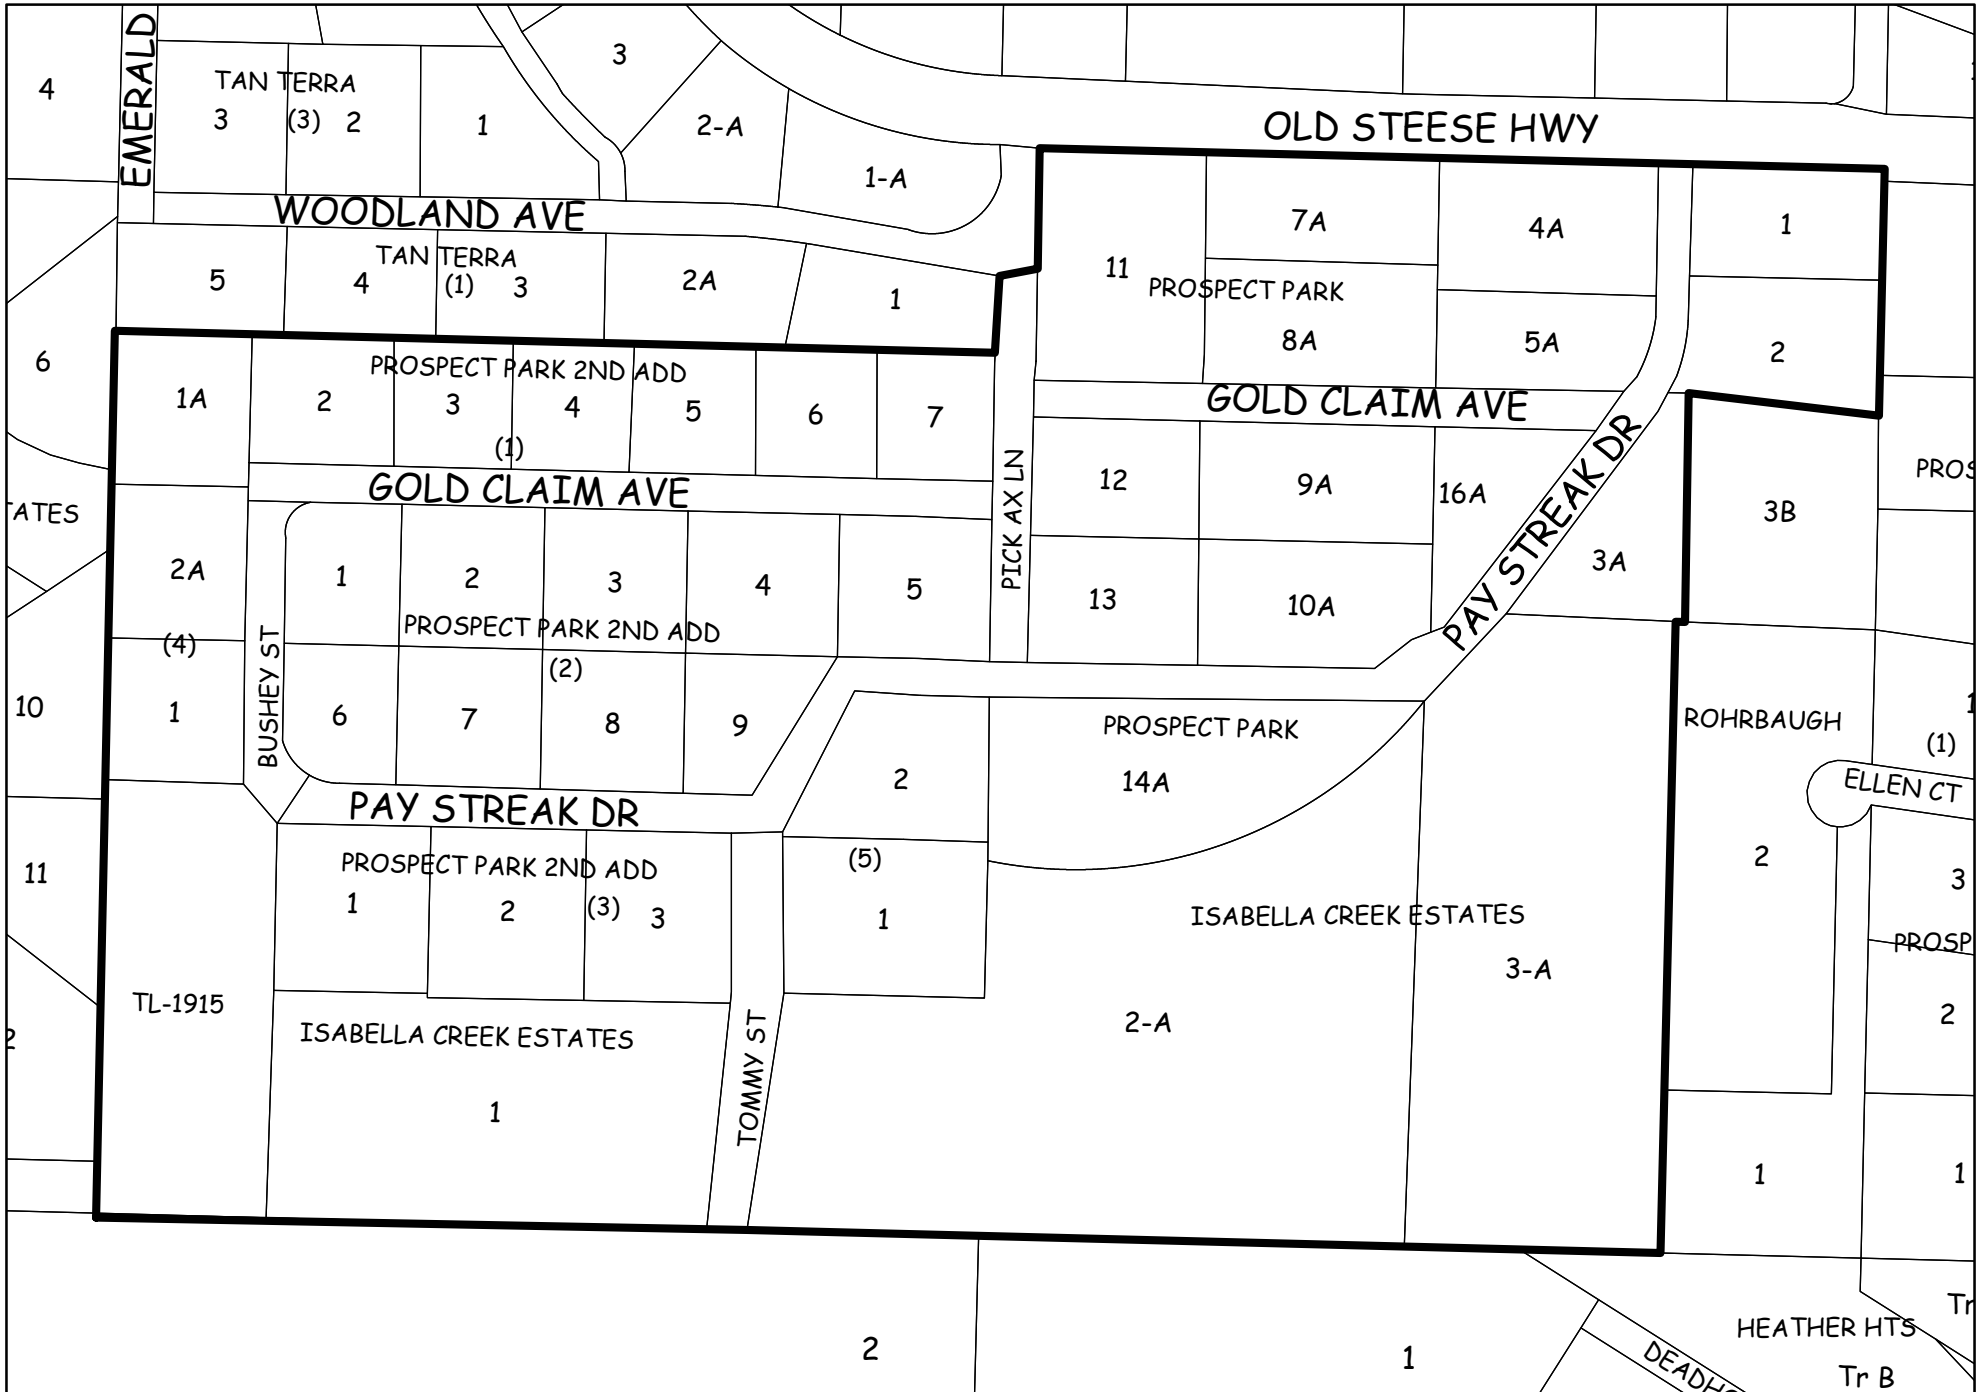 EMERALD
4
3
TAN TERRA
3
(3)
2
1
2-A
1-A
OLD STEESE HWY
WOODLAND AVE
TAN TERRA
5
4
(1)
3
2A
1
7A
4A
1
11
PROSPECT PARK
8A
5A
2
6
PROSPECT PARK 2ND ADD
1A
2
3
4
5
6
7
(1)
GOLD CLAIM AVE
GOLD CLAIM AVE
PICK AX LN
12
9A
16A
PAY STREAK DR
3B
PROS
TATES
2A
1
2
3
4
5
13
10A
3A
PROSPECT PARK 2ND ADD
(4)
(2)
BUSHEY ST
10
1
6
7
8
9
2
PROSPECT PARK
14A
ROHRBAUGH
1
(1)
ELLEN CT
PAY STREAK DR
11
PROSPECT PARK 2ND ADD
1
2
(3)
3
(5)
1
2
3
ISABELLA CREEK ESTATES
PROSP
3-A
TL-1915
ISABELLA CREEK ESTATES
2-A
2
2
1
TOMMY ST
1
1
2
1
HEATHER HTS
Tr
Tr B
DEADHO